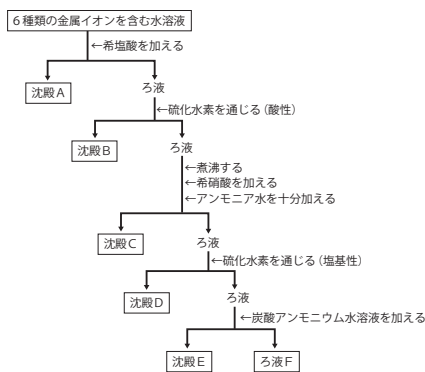 ６種類の金属イオンを含む水溶液
←希塩酸を加える
沈殿Ａ
ろ液
←硫化水素を通じる（酸性）
沈殿Ｂ
ろ液
←煮沸する
←希硝酸を加える
←アンモニア水を十分加える
沈殿Ｃ
ろ液
←硫化水素を通じる（塩基性）
沈殿Ｄ
ろ液
←炭酸アンモニウム水溶液を加える
沈殿Ｅ
ろ液Ｆ